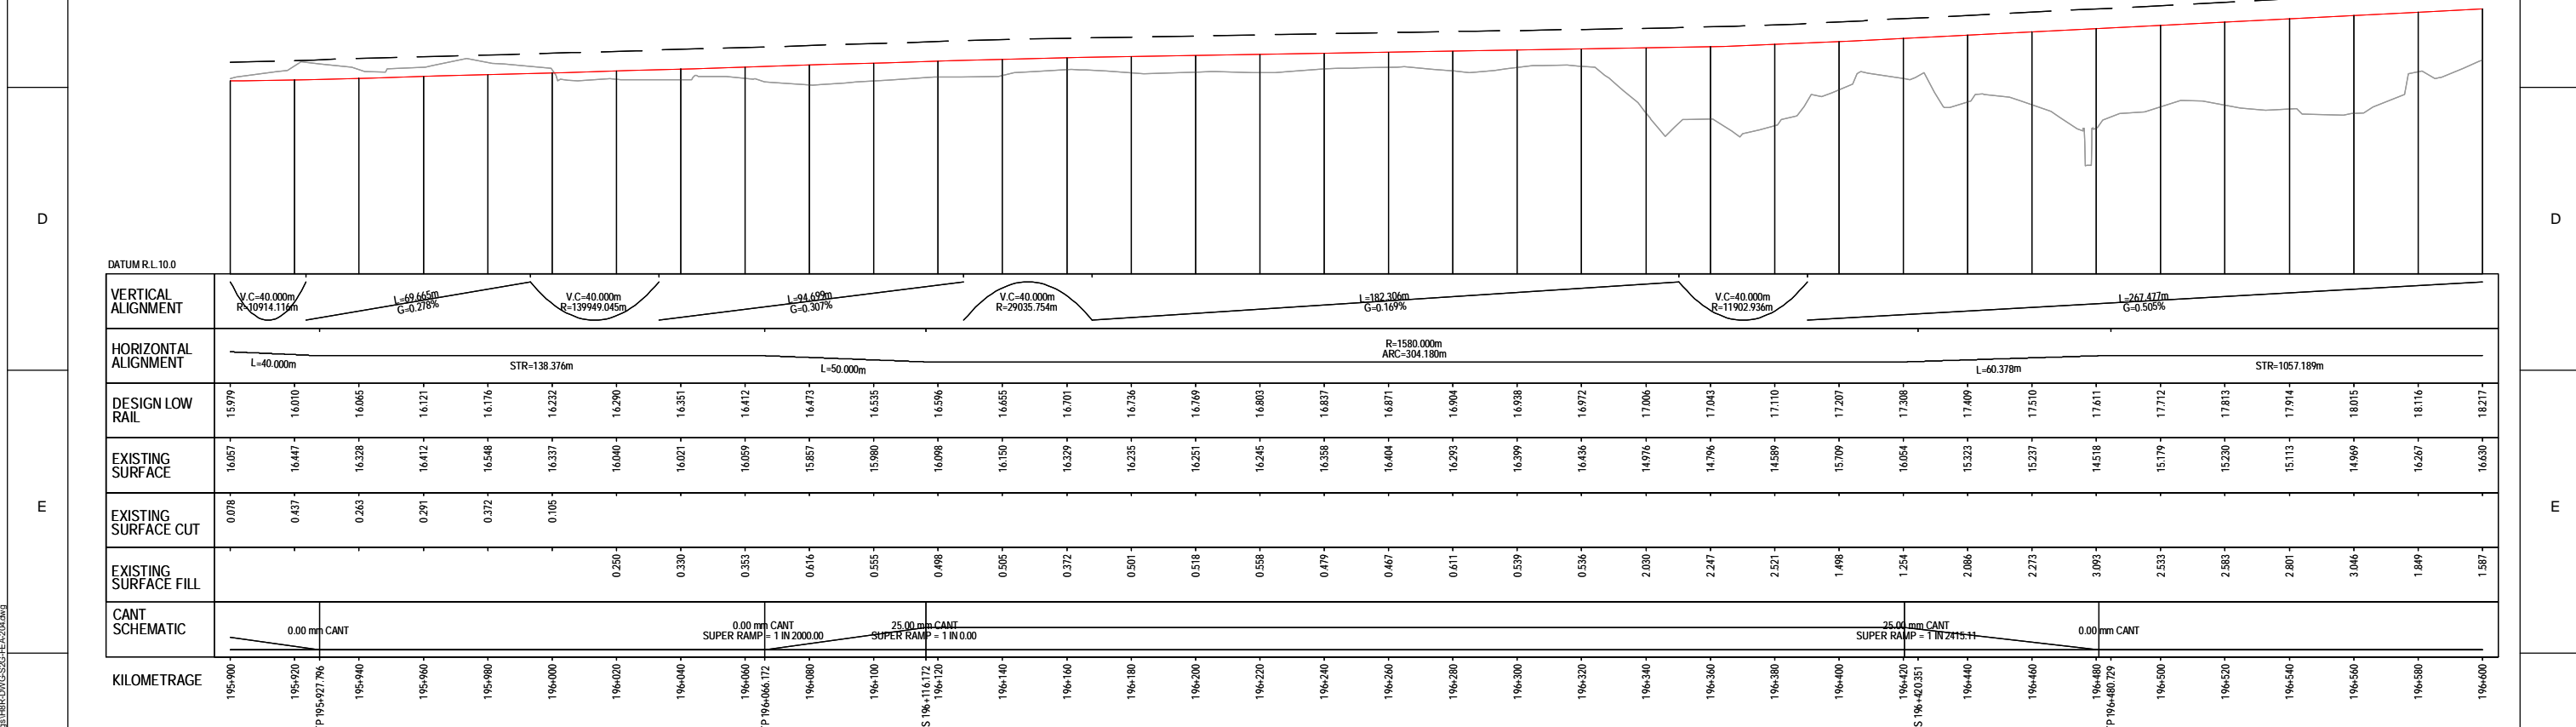 D
D
DATUM R.L.10.0
VERTICAL
ALIGNMENT
V.C=40.000m
R=10914.116m
L=69.665m
G=0.278%
V.C=40.000m
R=139949.045m
L=94.699m
G=0.307%
V.C=40.000m
R=29035.754m
L=182.306m
G=0.169%
V.C=40.000m
R=11902.936m
L=267.477m
G=0.505%
HORIZONTAL
ALIGNMENT
L=40.000m
STR=138.376m
L=50.000m
R=1580.000m
ARC=304.180m
L=60.378m
STR=1057.189m
DESIGN LOW
RAIL
15.979 16.010 16.065 16.121 16.176 16.232 16.290 16.351 16.412 16.473 16.535 16.596 16.655 16.701 16.736 16.769 16.803 16.837 16.871 16.904 16.938 16.972 17.006 17.043 17.110 17.207 17.308 17.409 17.510 17.611 17.712 17.813 17.914 18.015 18.116 18.217
EXISTING
SURFACE
16.057 16.447 16.328 16.412 16.548 16.337 16.040 16.021 16.059 15.857 15.980 16.098 16.150 16.329 16.235 16.251 16.245 16.358 16.404 16.293 16.399 16.436 14.976 14.796 14.589 15.709 16.054 15.323 15.237 14.518 15.179 15.230 15.113 14.969 16.267 16.630
E
E
EXISTING
SURFACE CUT
0.078 0.437 0.263 0.291 0.372 0.105
EXISTING
SURFACE FILL
0.250 0.330 0.353 0.616 0.555 0.498 0.505 0.372 0.501 0.518 0.558 0.479 0.467 0.611 0.539 0.536 2.030 2.247 2.521 1.498 1.254 2.086 2.273 3.093 2.533 2.583 2.801 3.046 1.849 1.587
CANT
SCHEMATIC
0.00 mm CANT
0.00 mm CANT
SUPER RAMP = 1 IN 2000.00
25.00 mm CANT
SUPER RAMP = 1 IN 0.00
25.00 mm CANT
SUPER RAMP = 1 IN 2415.11
0.00 mm CANT
KILOMETRAGE
195+900 195+920 195+940 195+960 195+980 196+000 196+020 196+040 196+060 196+080 196+100 196+120 196+140 196+160 196+180 196+200 196+220 196+240 196+260 196+280 196+300 196+320 196+340 196+360 196+380 196+400 196+420 196+440 196+460 196+480 196+500 196+520 196+540 196+560 196+580 196+600
P 195+927.796
P 196+066.172
S 196+116.172
S 196+420.351
P 196+480.729